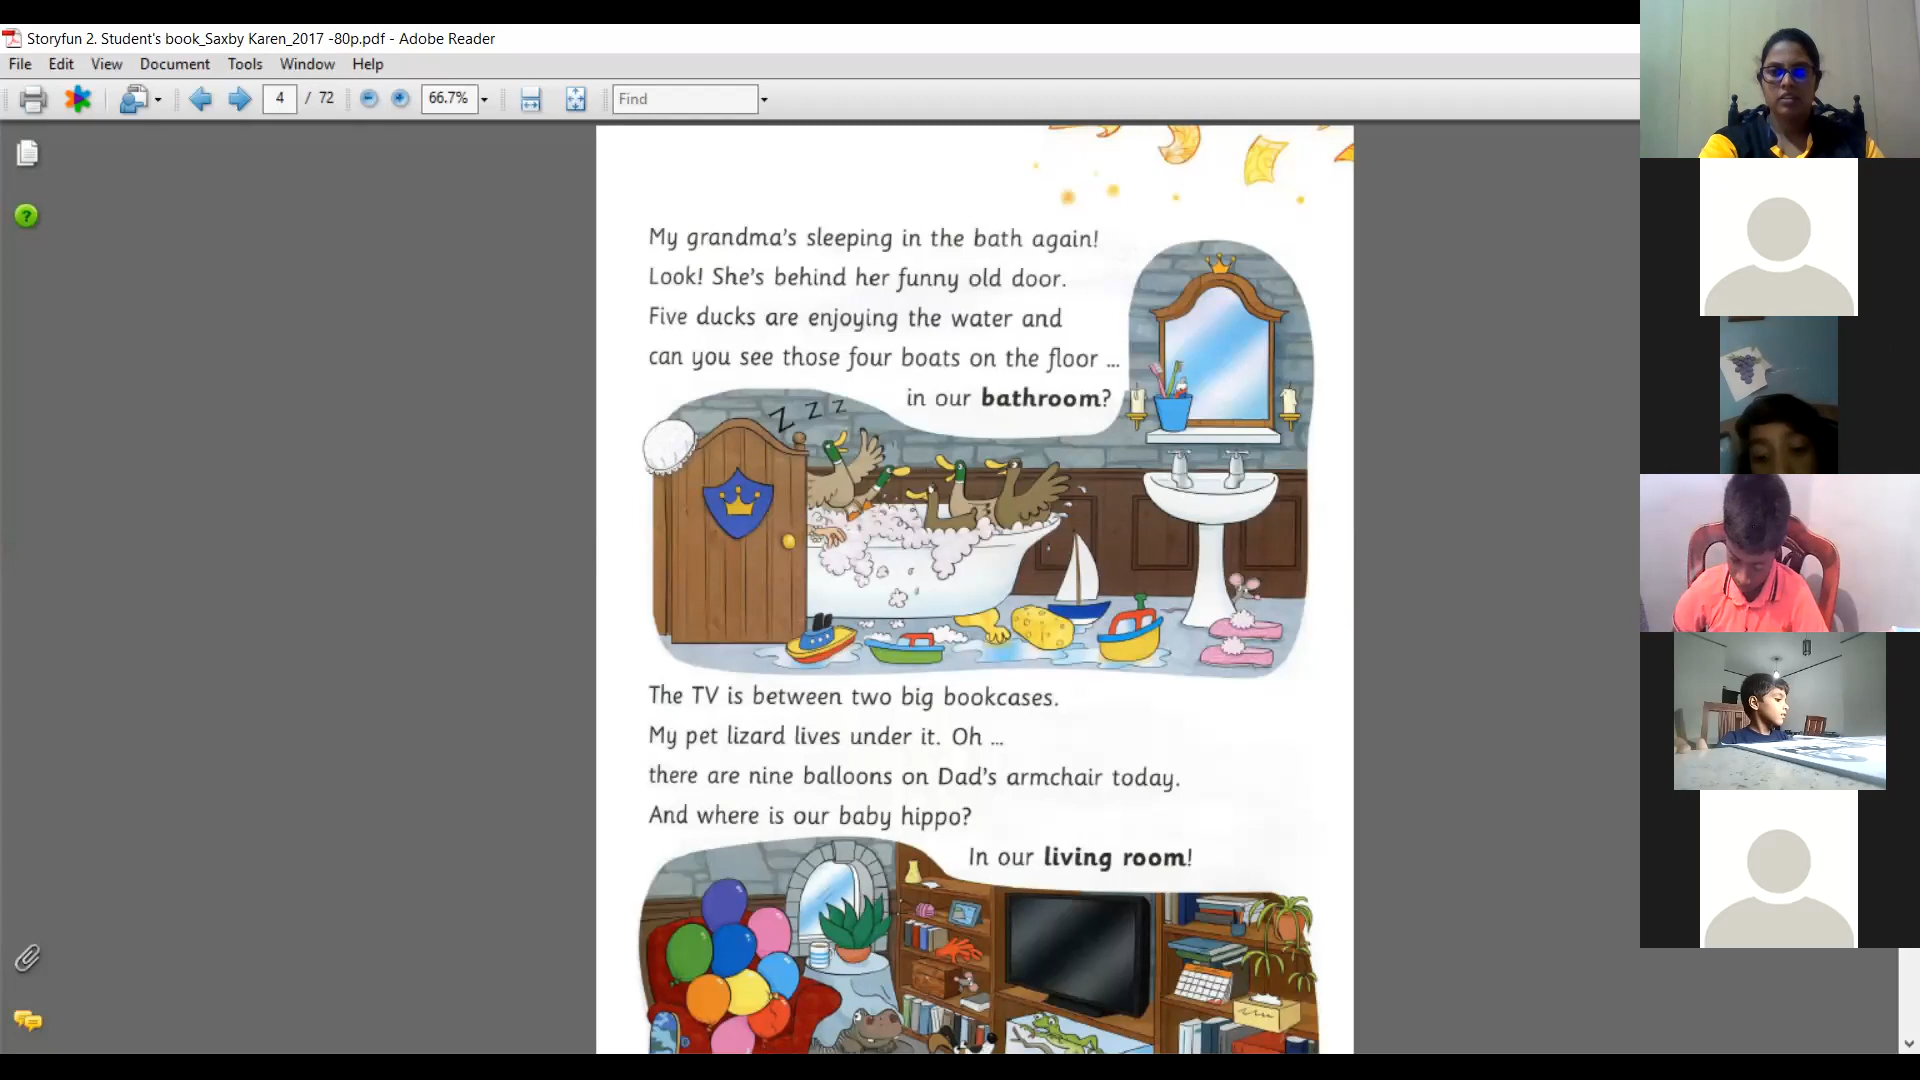 Storyfun 2. Student's book_Saxby Karen_2017 -80p.pdf - Adobe Reader
File Edit View Document Tools Window Help
4 / 72 66.7% Find
My grandma's sleeping in the bath again!
Look! She's behind her funny old door.
Five ducks are enjoying the water and
can you see those four boats on the floor ...
in our bathroom?
Z Z Z
The TV is between two big bookcases.
My pet lizard lives under it. Oh ...
there are nine balloons on Dad's armchair today.
And where is our baby hippo?
In our living room!